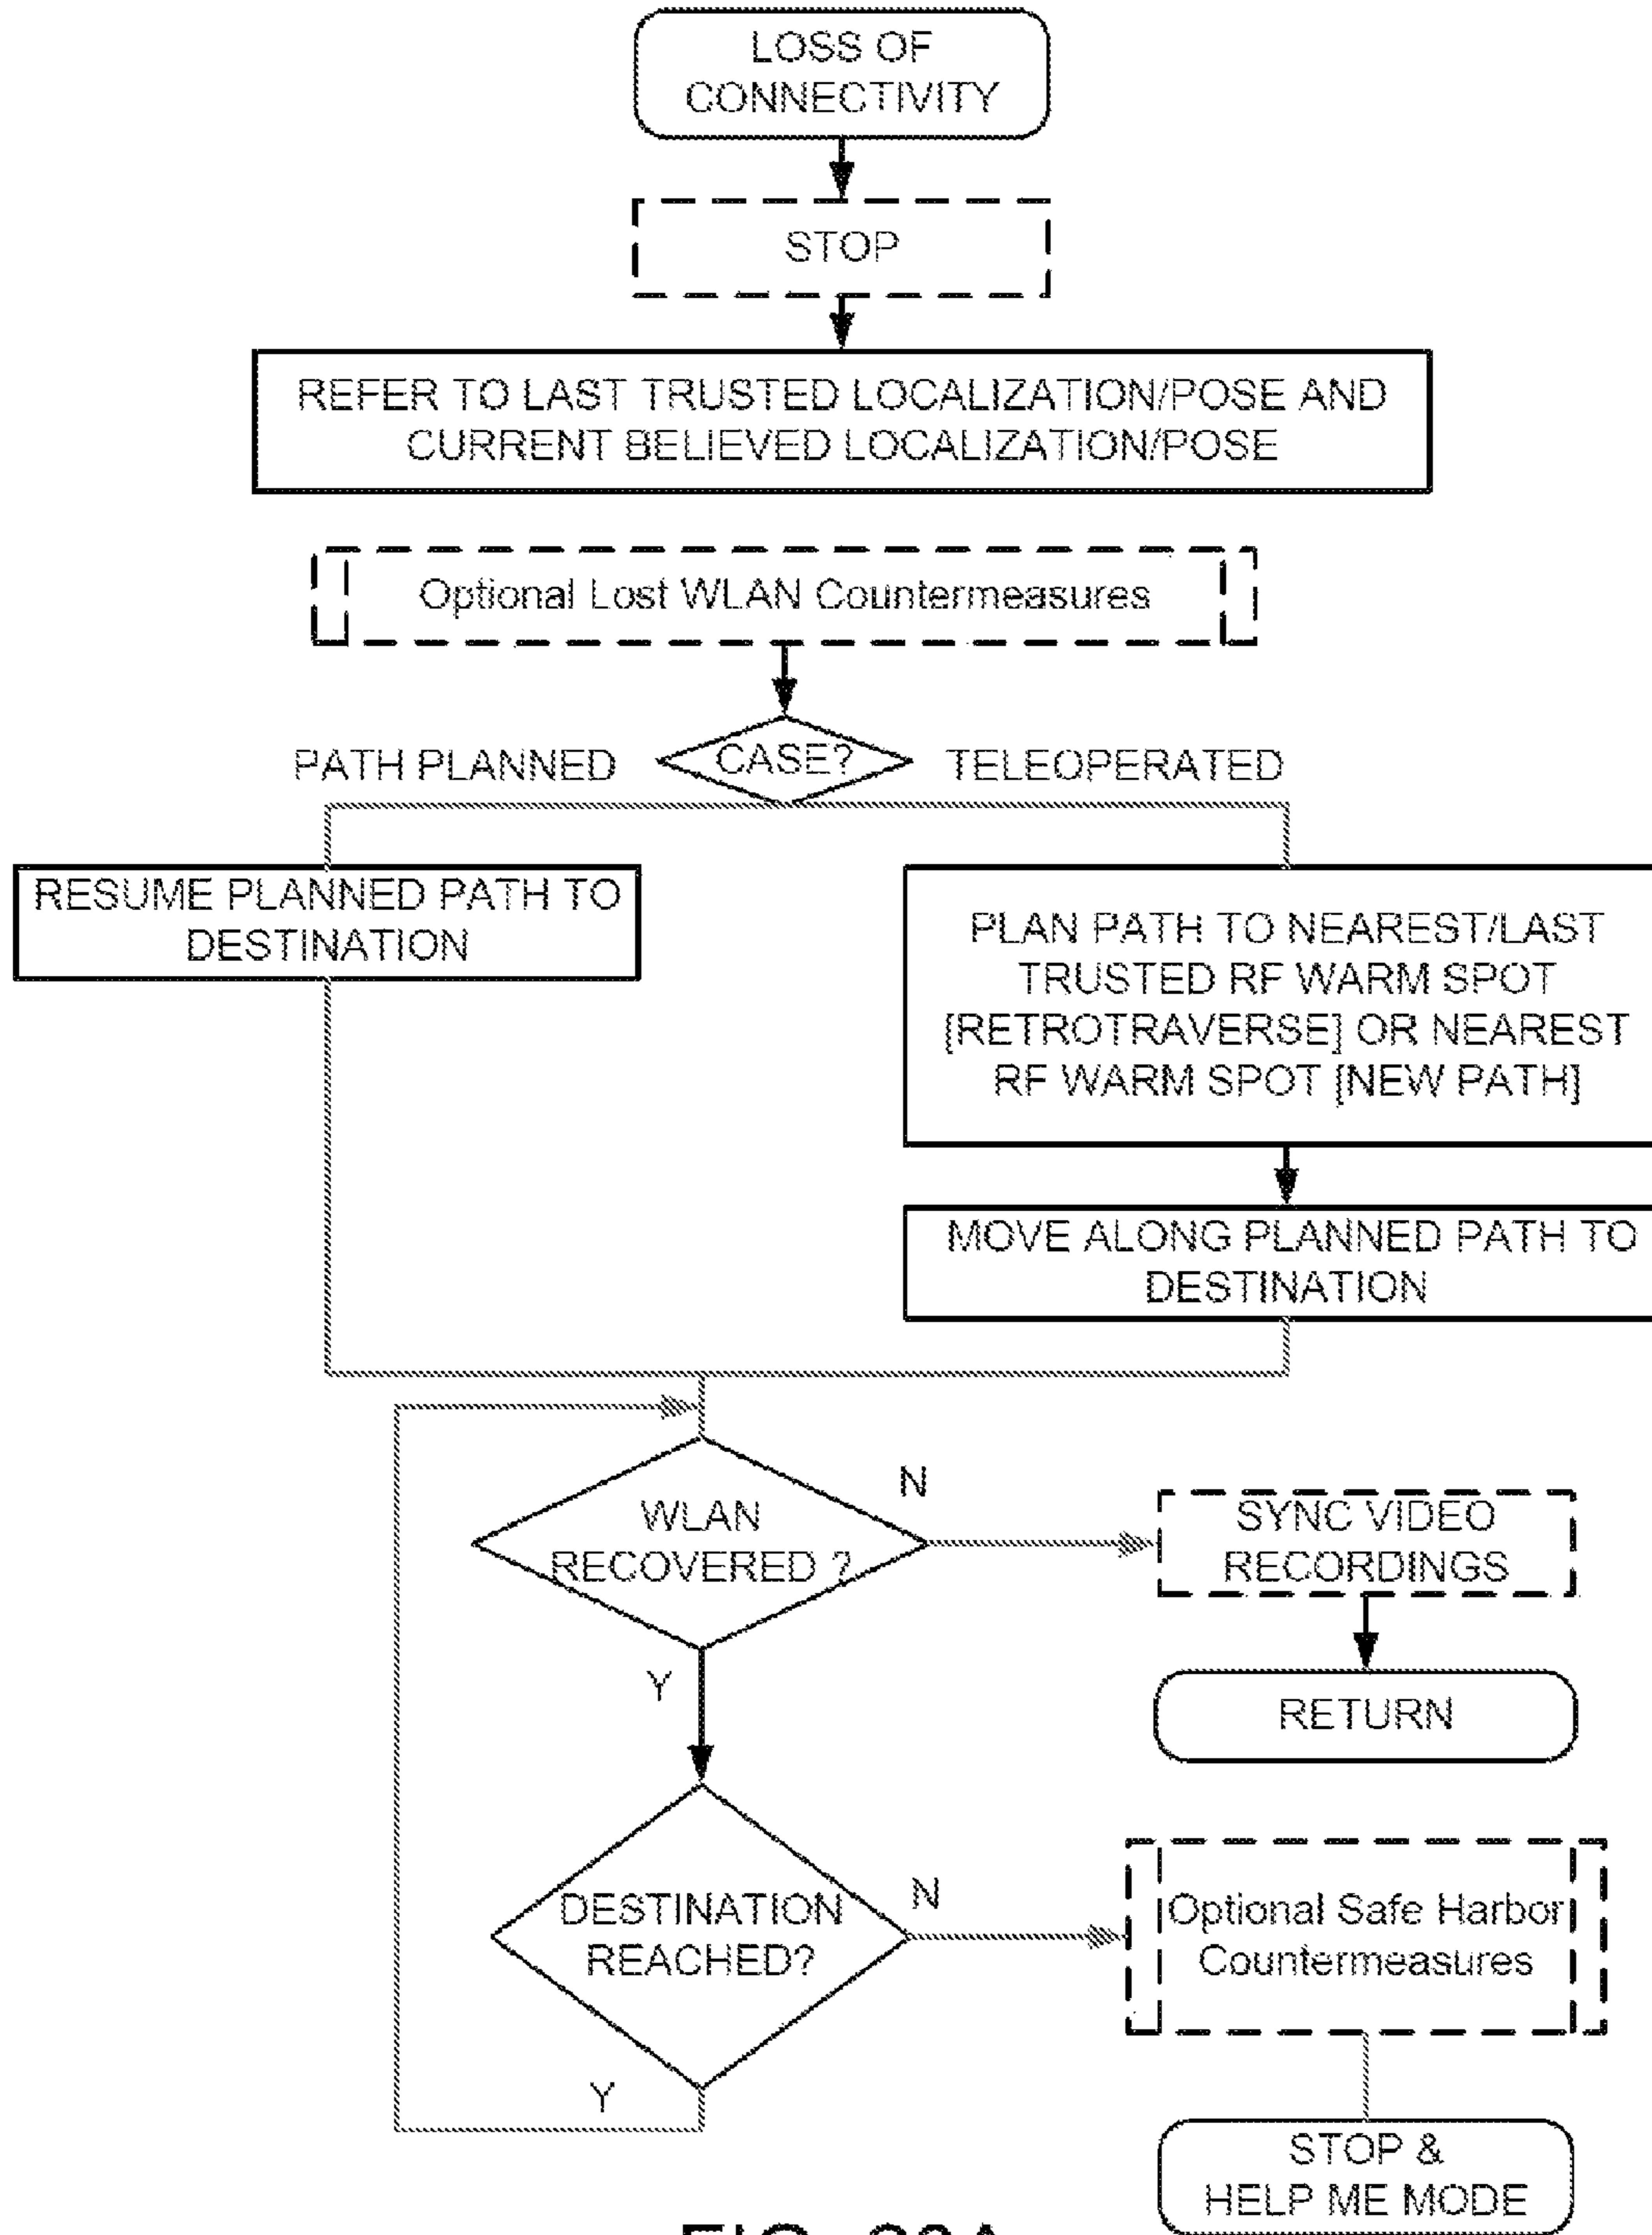 LOSS OF
CONNECTIVITY
STOP
REFER TO LAST TRUSTED LOCALIZATION/POSE AND
CURRENT BELIEVED LOCALIZATION/POSE
Optional Lost WLAN Countermeasures
PATH PLANNED
CASE?
TELEOPERATED
RESUME PLANNED PATH TO
DESTINATION
PLAN PATH TO NEAREST/LAST
TRUSTED RF WARM SPOT
[RETROTRAVERSE] OR NEAREST
RF WARM SPOT [NEW PATH]
MOVE ALONG PLANNED PATH TO
DESTINATION
WLAN
RECOVERED ?
N
SYNC VIDEO
RECORDINGS
Y
RETURN
DESTINATION
REACHED?
N
Optional Safe Harbor
Countermeasures
Y
STOP &
HELP ME MODE
FIG.